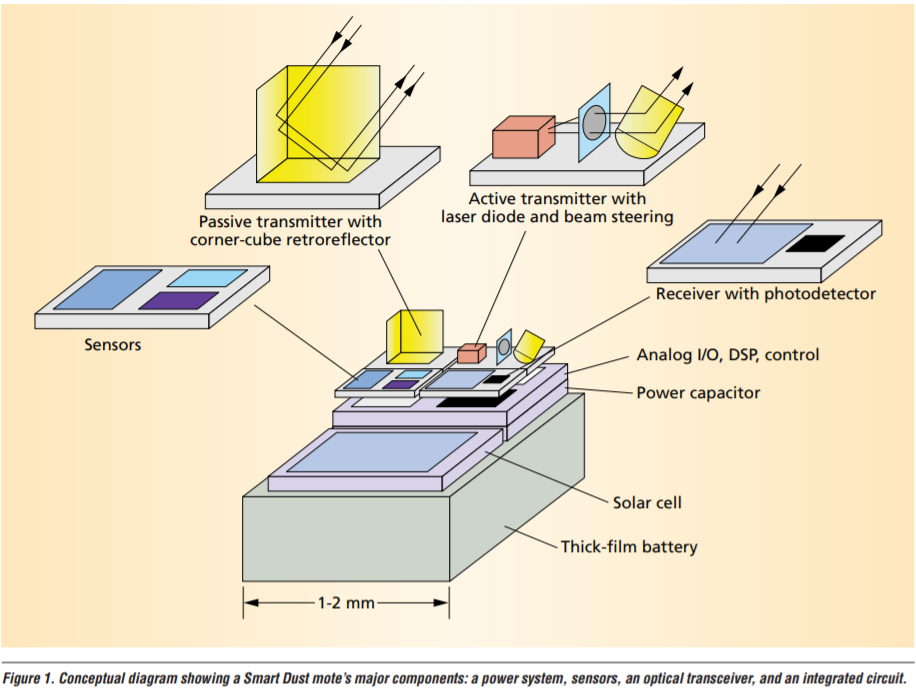 Passive transmitter with
corner-cube retroreflector
Active transmitter with
laser diode and beam steering
Receiver with photodetector
Sensors
Analog I/O, DSP, control
Power capacitor
Solar cell
Thick-film battery
1-2 mm
Figure 1. Conceptual diagram showing a Smart Dust mote's major components: a power system, sensors, an optical transceiver, and an integrated circuit.